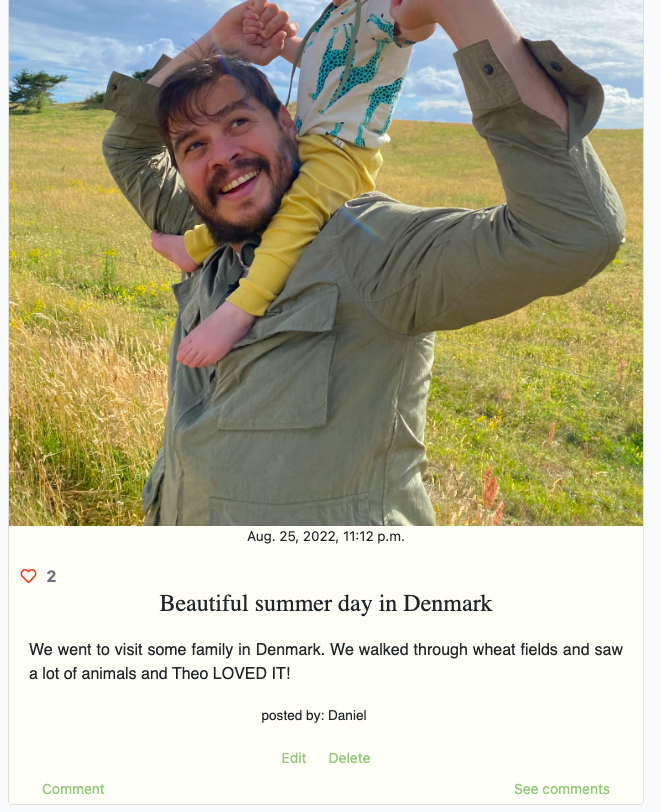 Aug. 25, 2022, 11:12 p.m.
2
Beautiful summer day in Denmark
We went to visit some family in Denmark. We walked through wheat fields and saw
a lot of animals and Theo LOVED IT!
posted by: Daniel
Edit Delete
Comment See comments